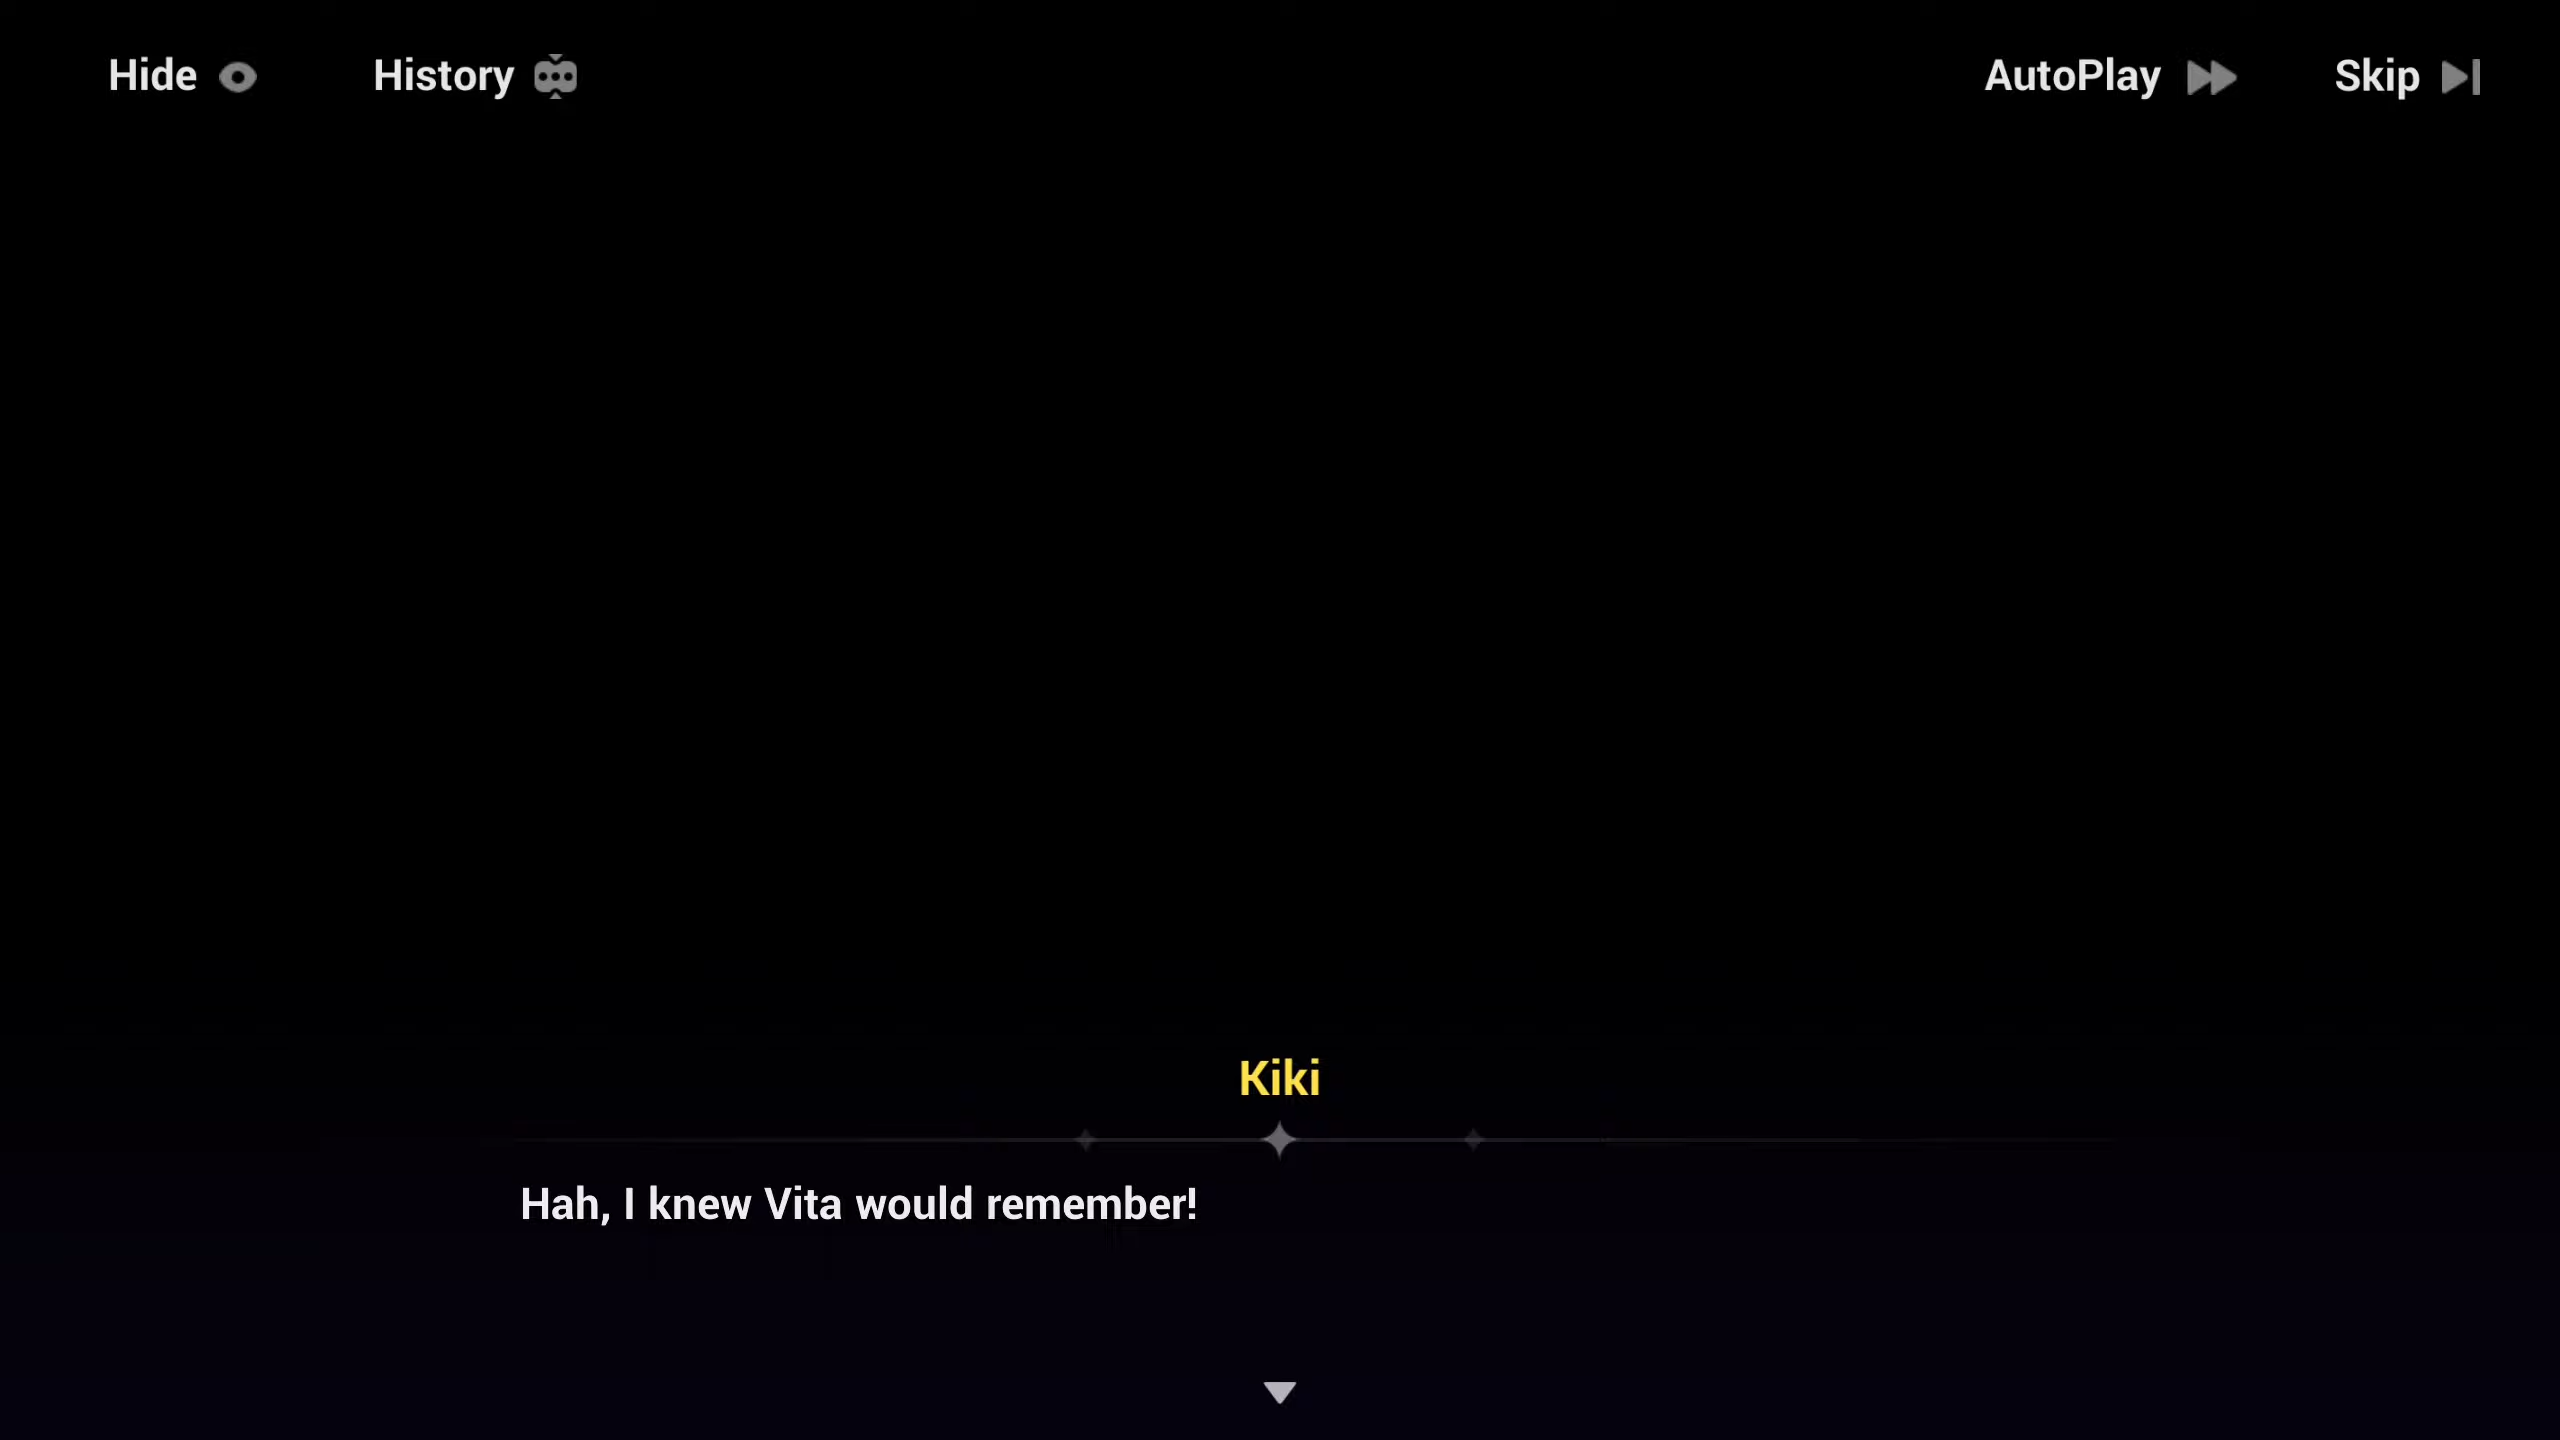 Hide
History
AutoPlay
Skip
Kiki
Hah, I knew Vita would remember!